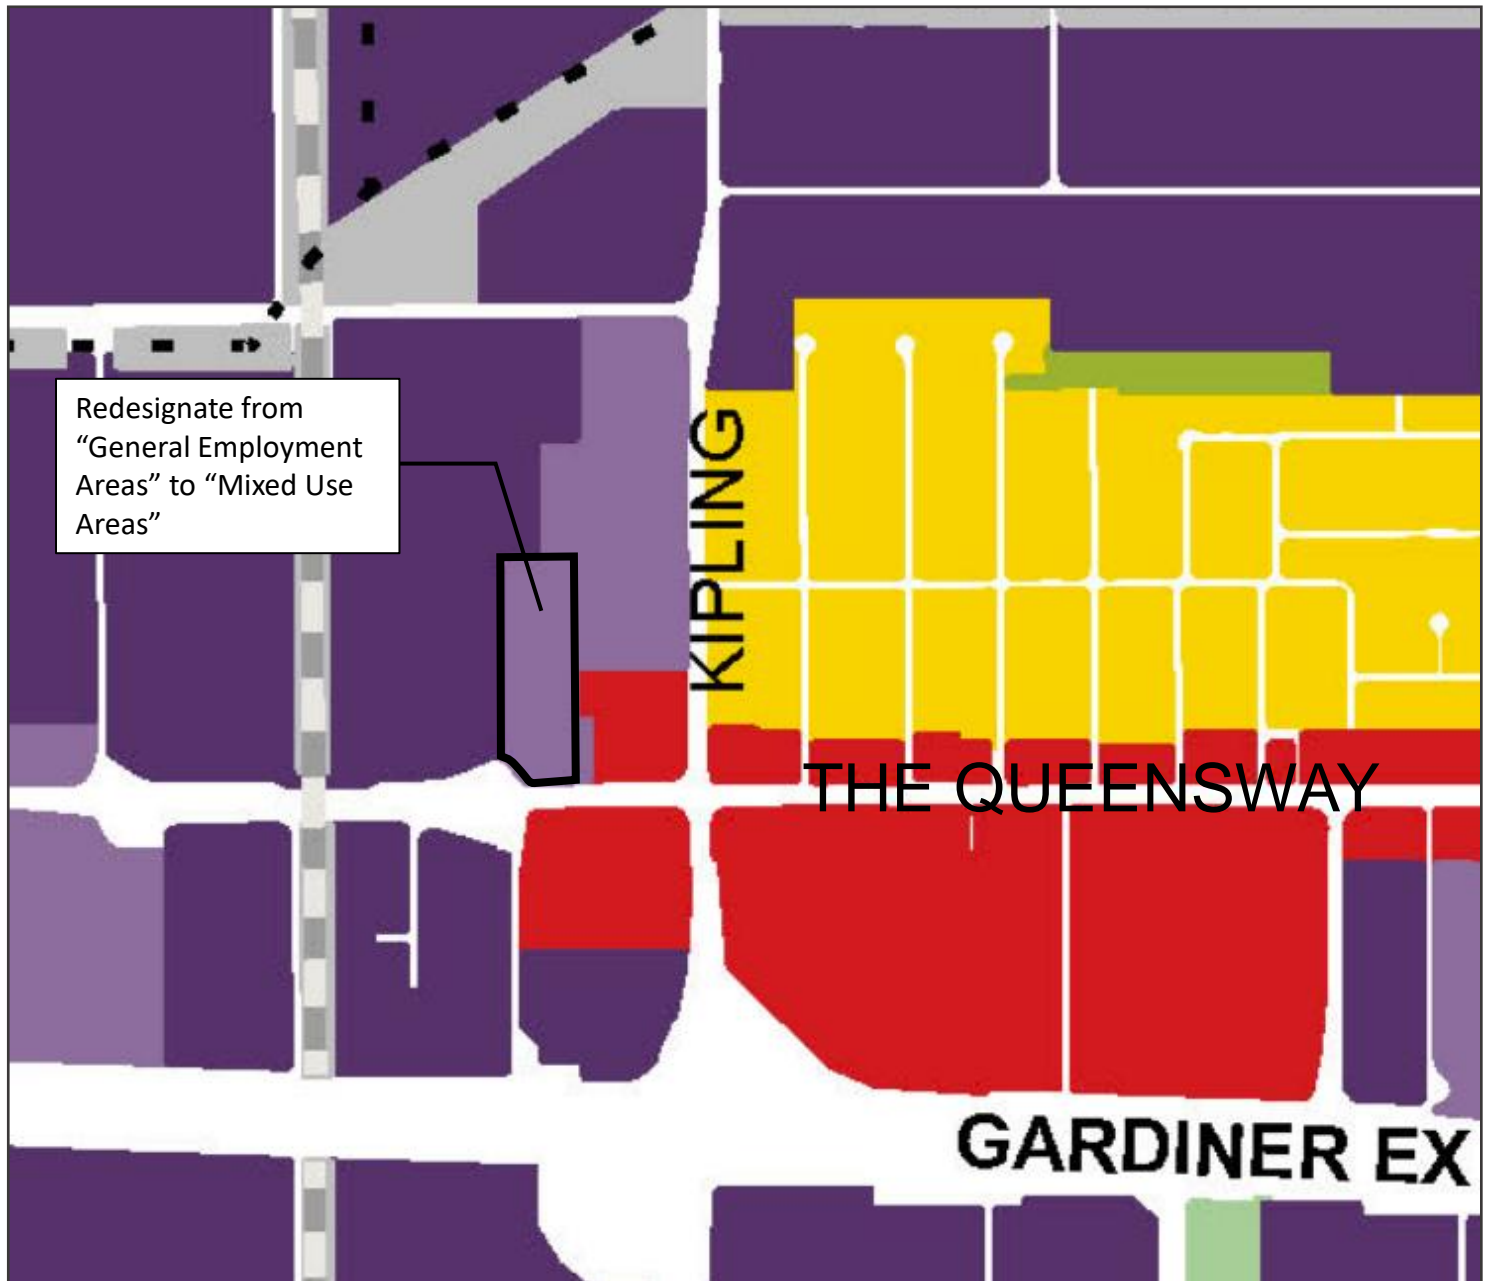 Redesignate from
“General Employment
Areas” to “Mixed Use
Areas”
KIPLING
THE QUEENSWAY
GARDINER EX